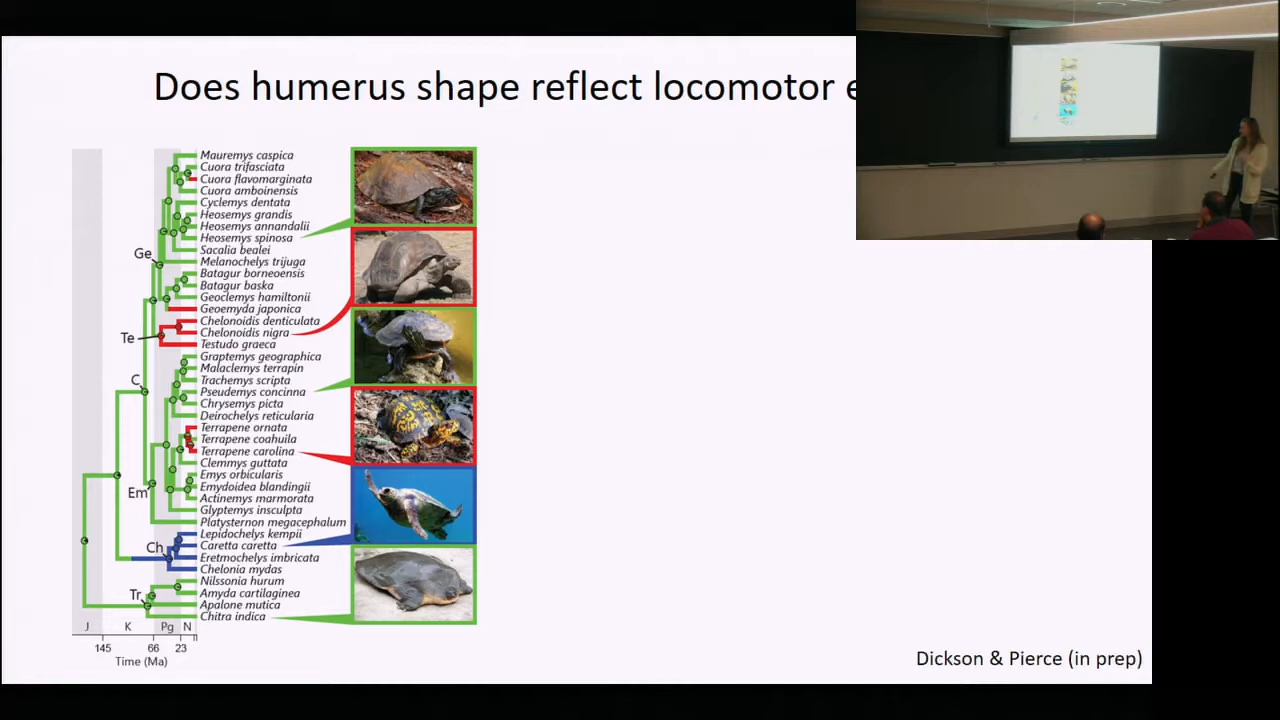 Does humerus shape reflect locomotor
Mauremys caspica
Cuora trifasciata
Cuora flavomarginata
Cuora amboinensis
Cyclemys dentata
Heosemys grandis
Heosemys annandalii
Heosemys spinosa
Sacalia bealei
Ge
Melanochelys trijuga
Batagur borneoensis
Batagur baska
Geoclemys hamiltonii
Geoemyda japonica
Chelonoidis denticulata
Te
Chelonoidis nigra
Testudo graeca
Graptemys geographica
Malaclemys terrapin
Trachemys scripta
C
Pseudemys concinna
Chrysemys picta
Deirochelys reticularia
Terrapene ornata
Terrapene coahuila
Terrapene carolina
Clemmys guttata
Emys orbicularis
Emydoidea blandingii
Em
Actinemys marmorata
Glyptemys insculpta
Platysternon megacephalum
Lepidochelys kempii
Ch
Caretta caretta
Eretmochelys imbricata
Chelonia mydas
Nilssonia hurum
Tr
Amyda cartilaginea
Apalone mutica
Chitra indica
J K Pg N
145 66 23
Time (Ma)
Dickson & Pierce (in prep)